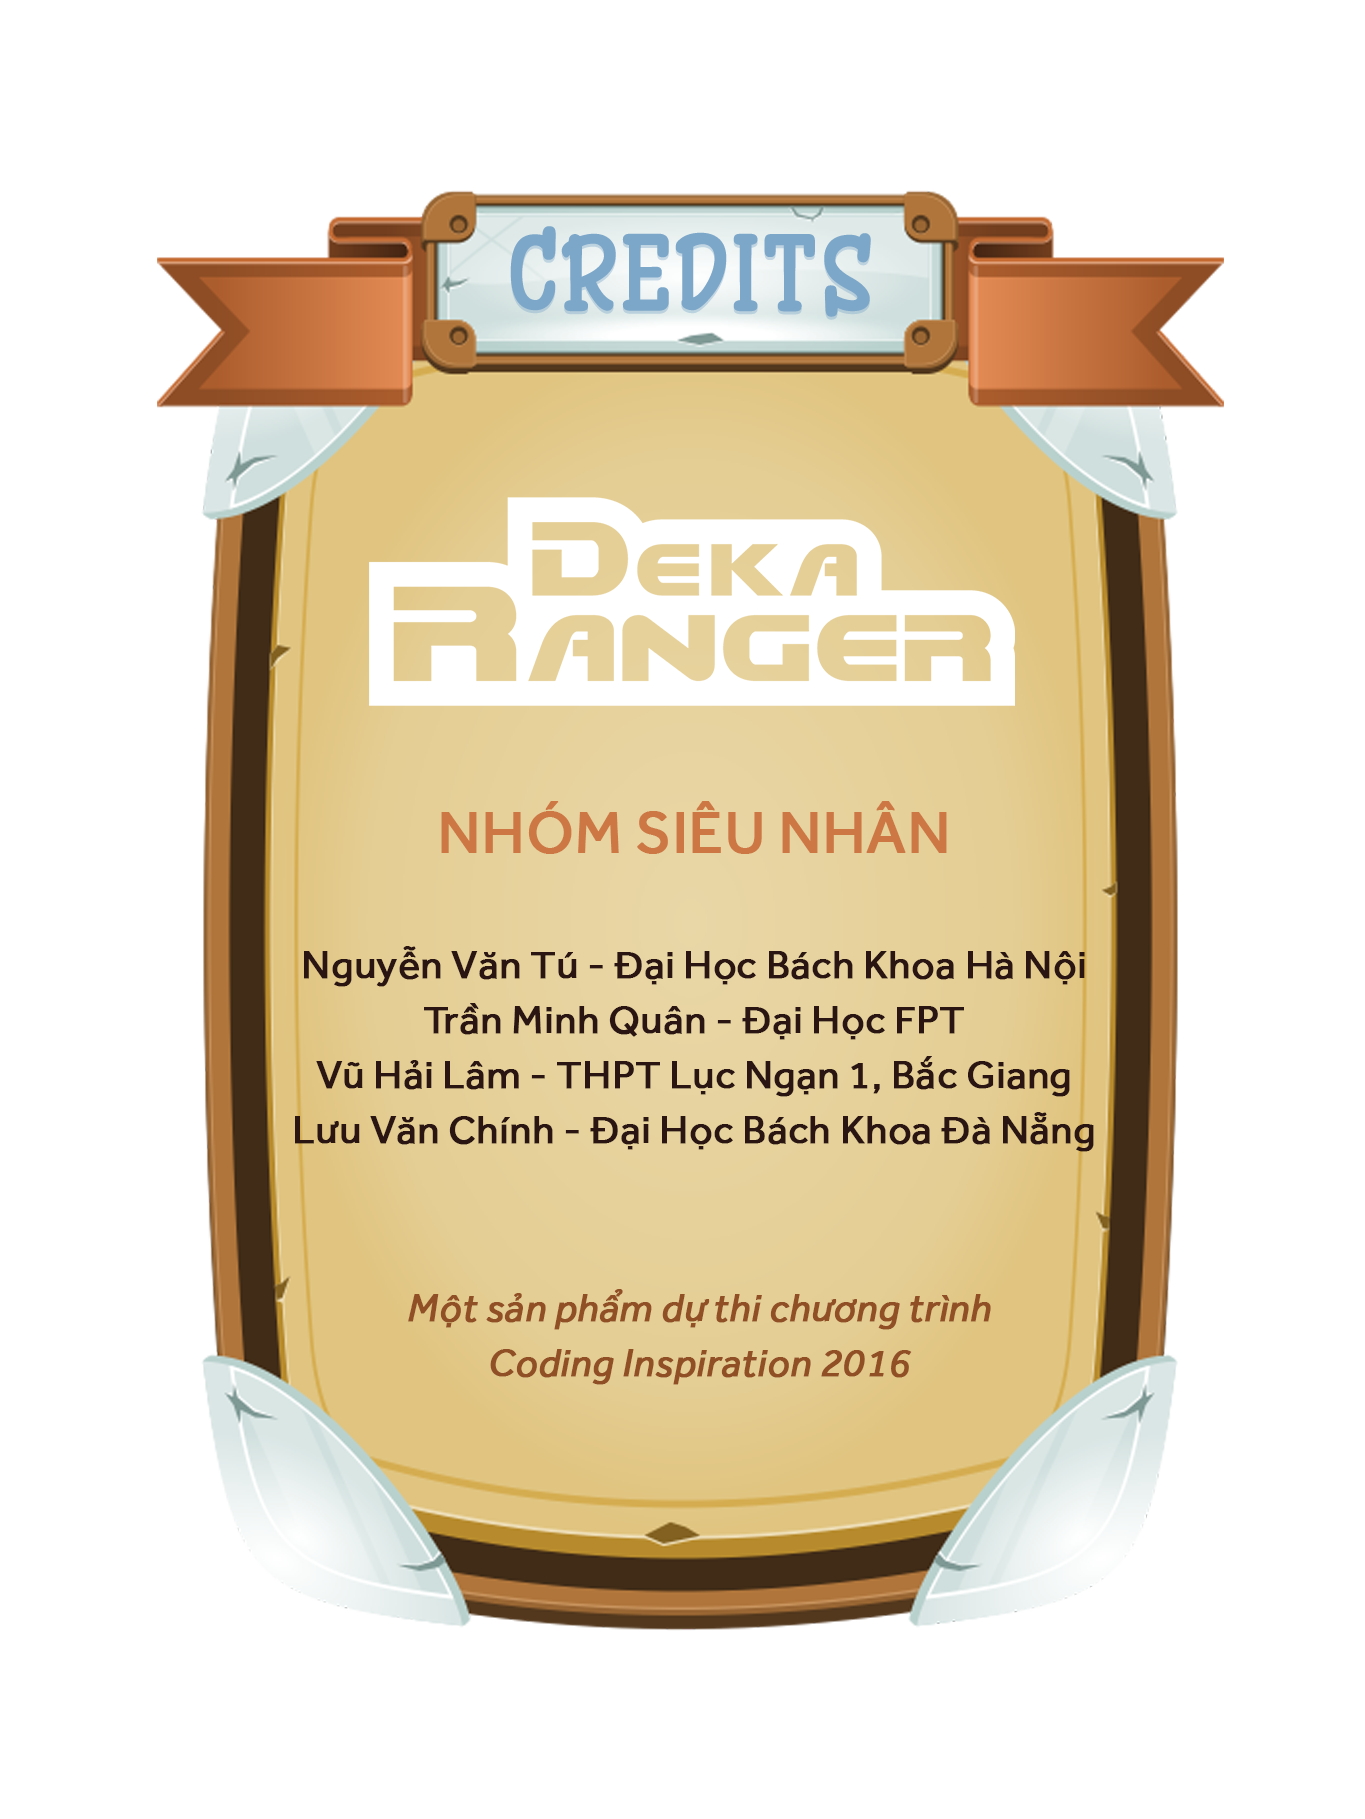 CREDITS
DEKA
RANGER
NHÓM SIÊU NHÂN
Nguyễn Văn Tú - Đại Học Bách Khoa Hà Nội
Trần Minh Quân - Đại Học FPT
Vũ Hải Lâm - THPT Lục Ngạn 1, Bắc Giang
Lưu Văn Chính - Đại Học Bách Khoa Đà Nẵng
Một sản phẩm dự thi chương trình
Coding Inspiration 2016